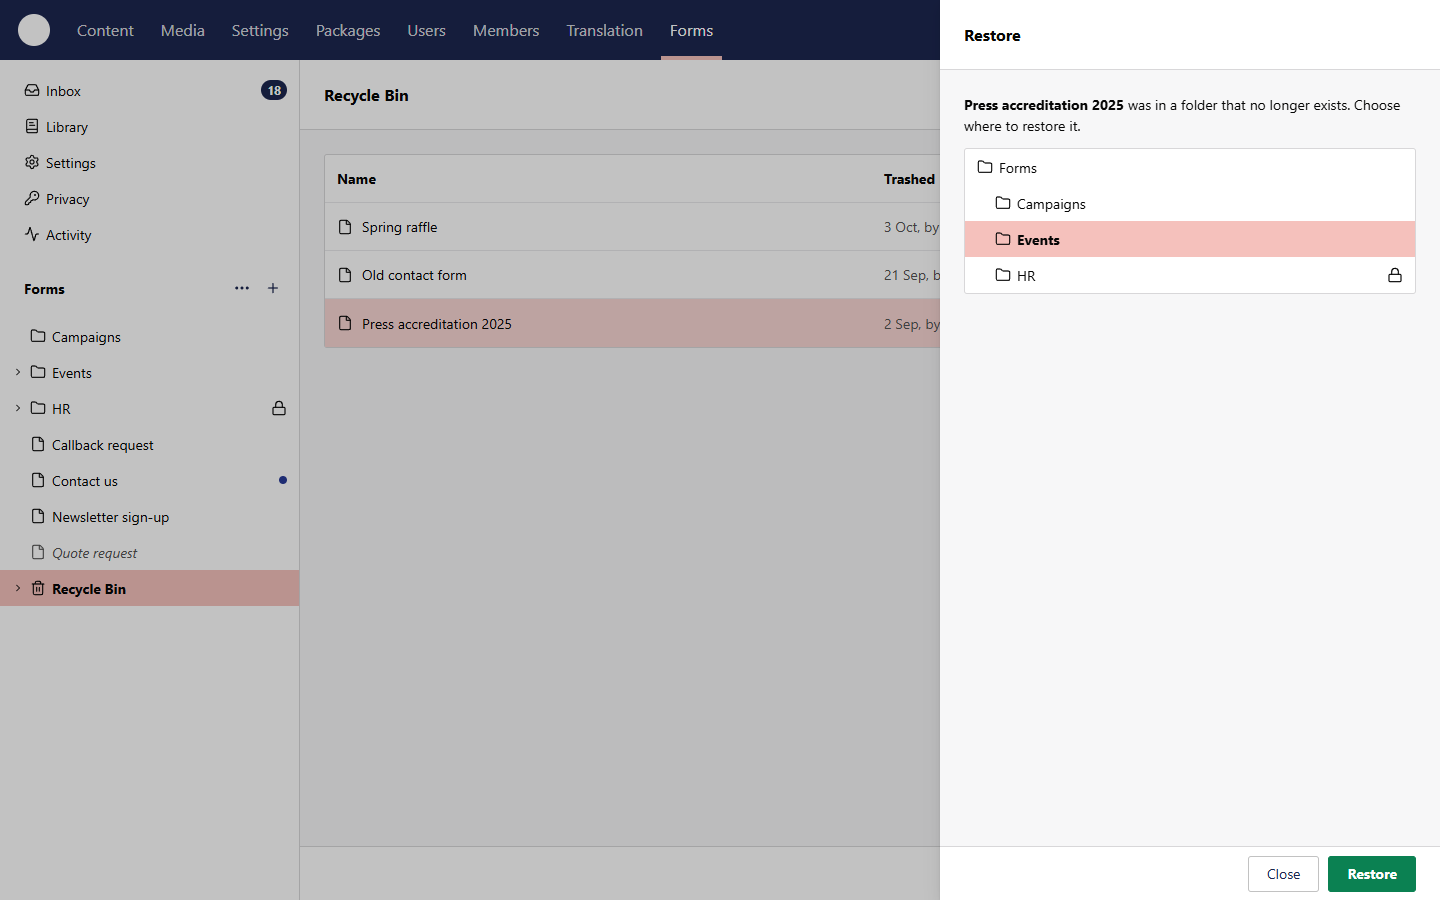 Content Media Settings Packages Users Members Translation Forms
Inbox 18
Library
Settings
Privacy
Activity
Forms
Campaigns
Events
HR
Callback request
Contact us
Newsletter sign-up
Quote request
Recycle Bin
Recycle Bin
Name Trashed
Spring raffle 3 Oct, by
Old contact form 21 Sep,
Press accreditation 2025 2 Sep, by
Restore
Press accreditation 2025 was in a folder that no longer exists. Choose
where to restore it.
Forms
Campaigns
Events
HR
Close Restore